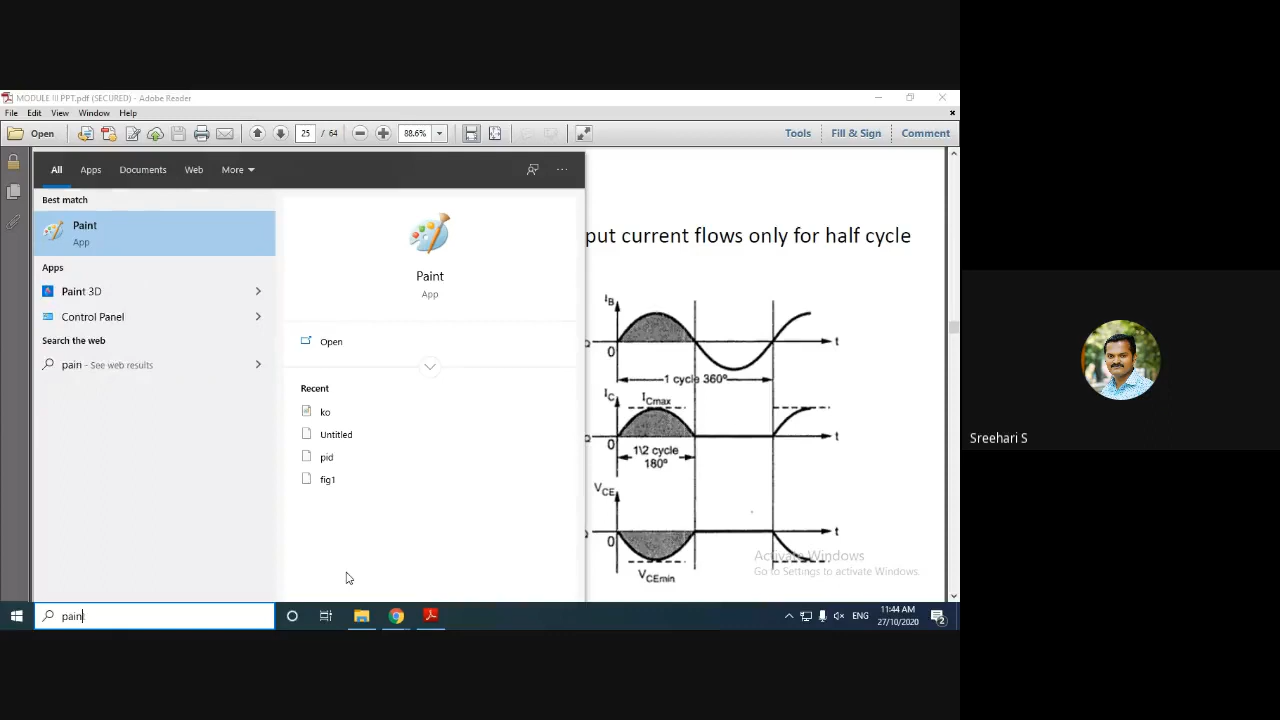 MODULE III PPT.pdf (SECURED) - Adobe Reader
File Edit View Window Help
Open 25 / 64 88.6% Tools Fill & Sign Comment
All Apps Documents Web More
Best match
Paint
App
Apps
Paint 3D
Control Panel
Search the web
pain - See web results
Paint
App
Open
Recent
ko
Untitled
pid
fig1
put current flows only for half cycle
IB
0
t
1 cycle 360°
IC
ICmax
0
t
1\2 cycle
180°
VCE
0
t
VCEmin
Activate Windows
Go to Settings to activate Windows.
pain
ENG
11:44 AM
27/10/2020
2
Sreehari S